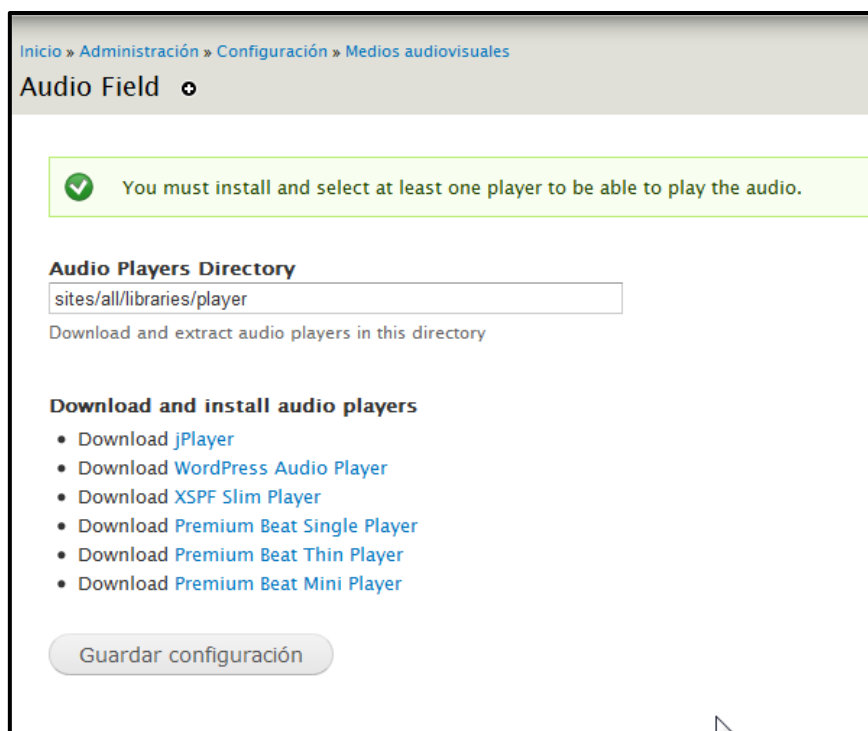 Inicio » Administración » Configuración » Medios audiovisuales
Audio Field
You must install and select at least one player to be able to play the audio.
Audio Players Directory
sites/all/libraries/player
Download and extract audio players in this directory
Download and install audio players
• Download jPlayer
• Download WordPress Audio Player
• Download XSPF Slim Player
• Download Premium Beat Single Player
• Download Premium Beat Thin Player
• Download Premium Beat Mini Player
Guardar configuración